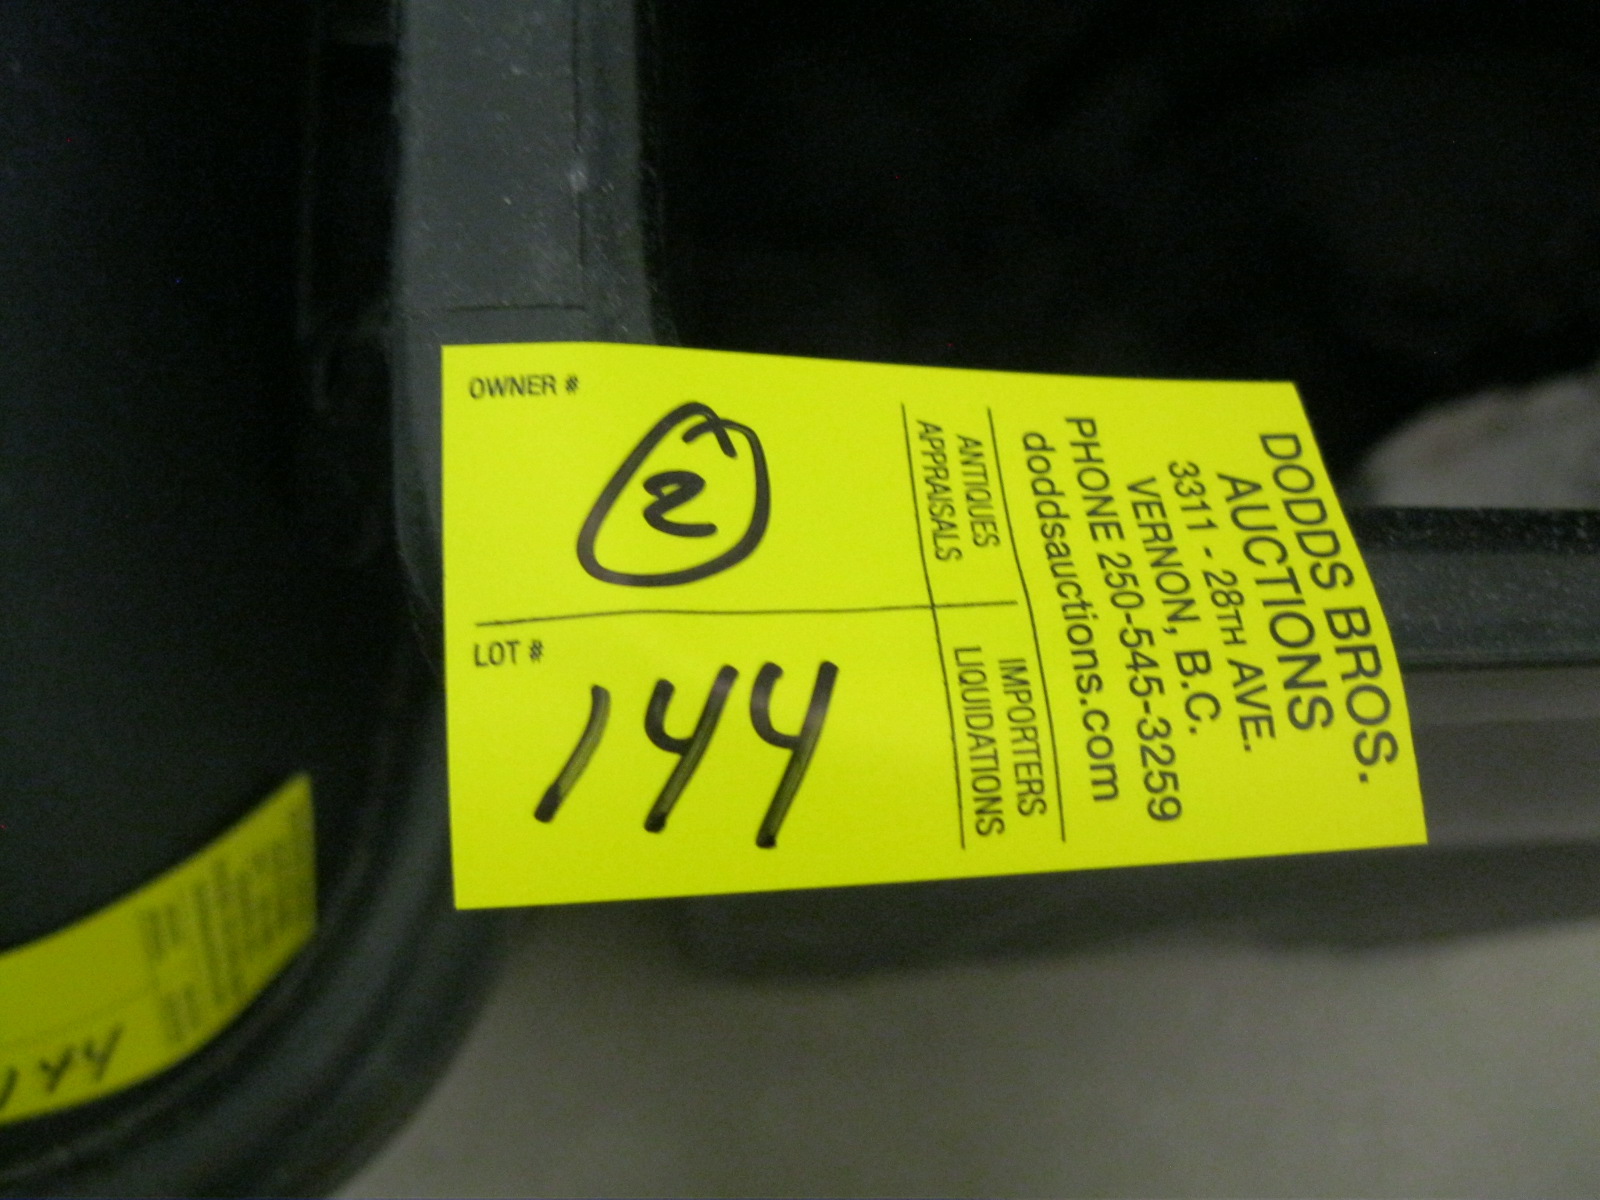 OWNER #
2
LOT #
144
ANTIQUES
APPRAISALS
IMPORTERS
LIQUIDATIONS
DODDS BROS.
AUCTIONS
3311 - 28TH AVE.
VERNON, B.C.
PHONE 250-545-3259
doddsauctions.com
144